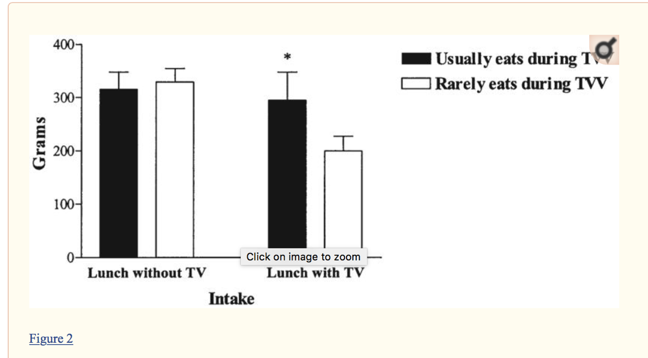 400
300
200
100
0
Grams
*
Usually eats during TVV
Rarely eats during TVV
Click on image to zoom
Lunch without TV
Lunch with TV
Intake
Figure 2